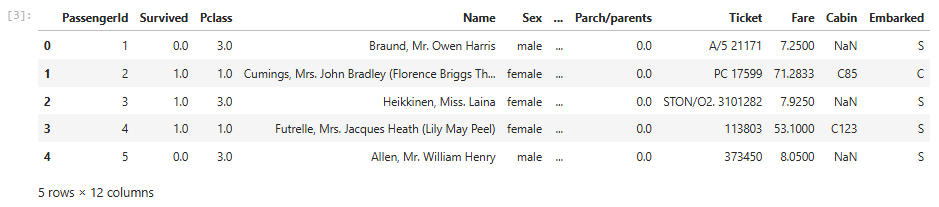 [3]:
PassengerId Survived Pclass Name Sex ... Parch/parents Ticket Fare Cabin Embarked
0 1 0.0 3.0 Braund, Mr. Owen Harris male ... 0.0 A/5 21171 7.2500 NaN S
1 2 1.0 1.0 Cumings, Mrs. John Bradley (Florence Briggs Th... female ... 0.0 PC 17599 71.2833 C85 C
2 3 1.0 3.0 Heikkinen, Miss. Laina female ... 0.0 STON/O2. 3101282 7.9250 NaN S
3 4 1.0 1.0 Futrelle, Mrs. Jacques Heath (Lily May Peel) female ... 0.0 113803 53.1000 C123 S
4 5 0.0 3.0 Allen, Mr. William Henry male ... 0.0 373450 8.0500 NaN S
5 rows × 12 columns